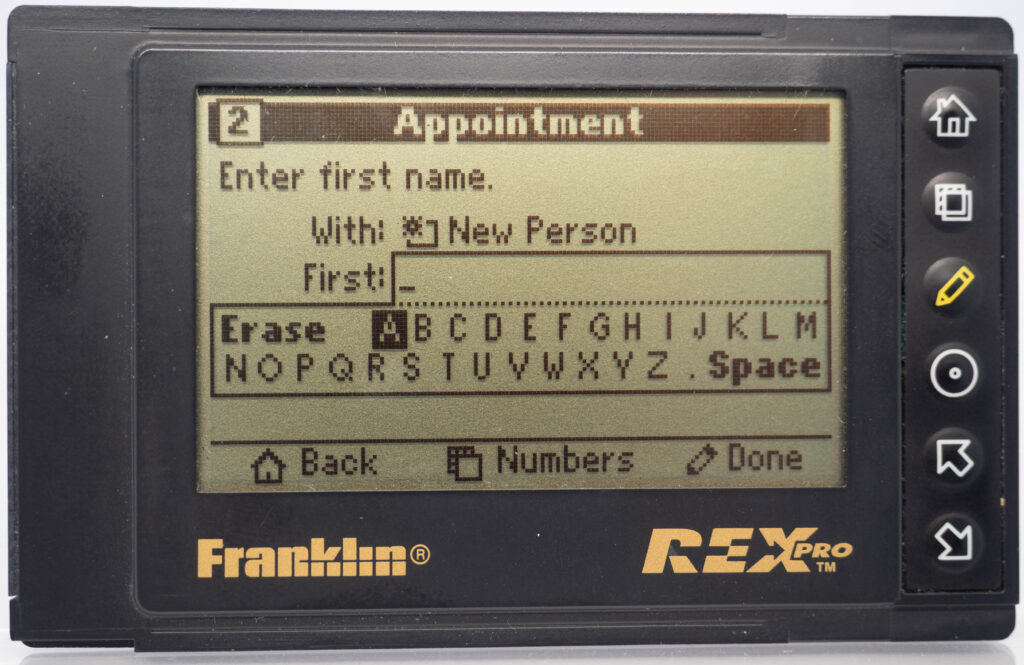 2 Appointment
Enter first name.
With: New Person
First: _
Erase A B C D E F G H I J K L M
N O P Q R S T U V W X Y Z . Space
Back Numbers Done
Franklin®
REX PRO™